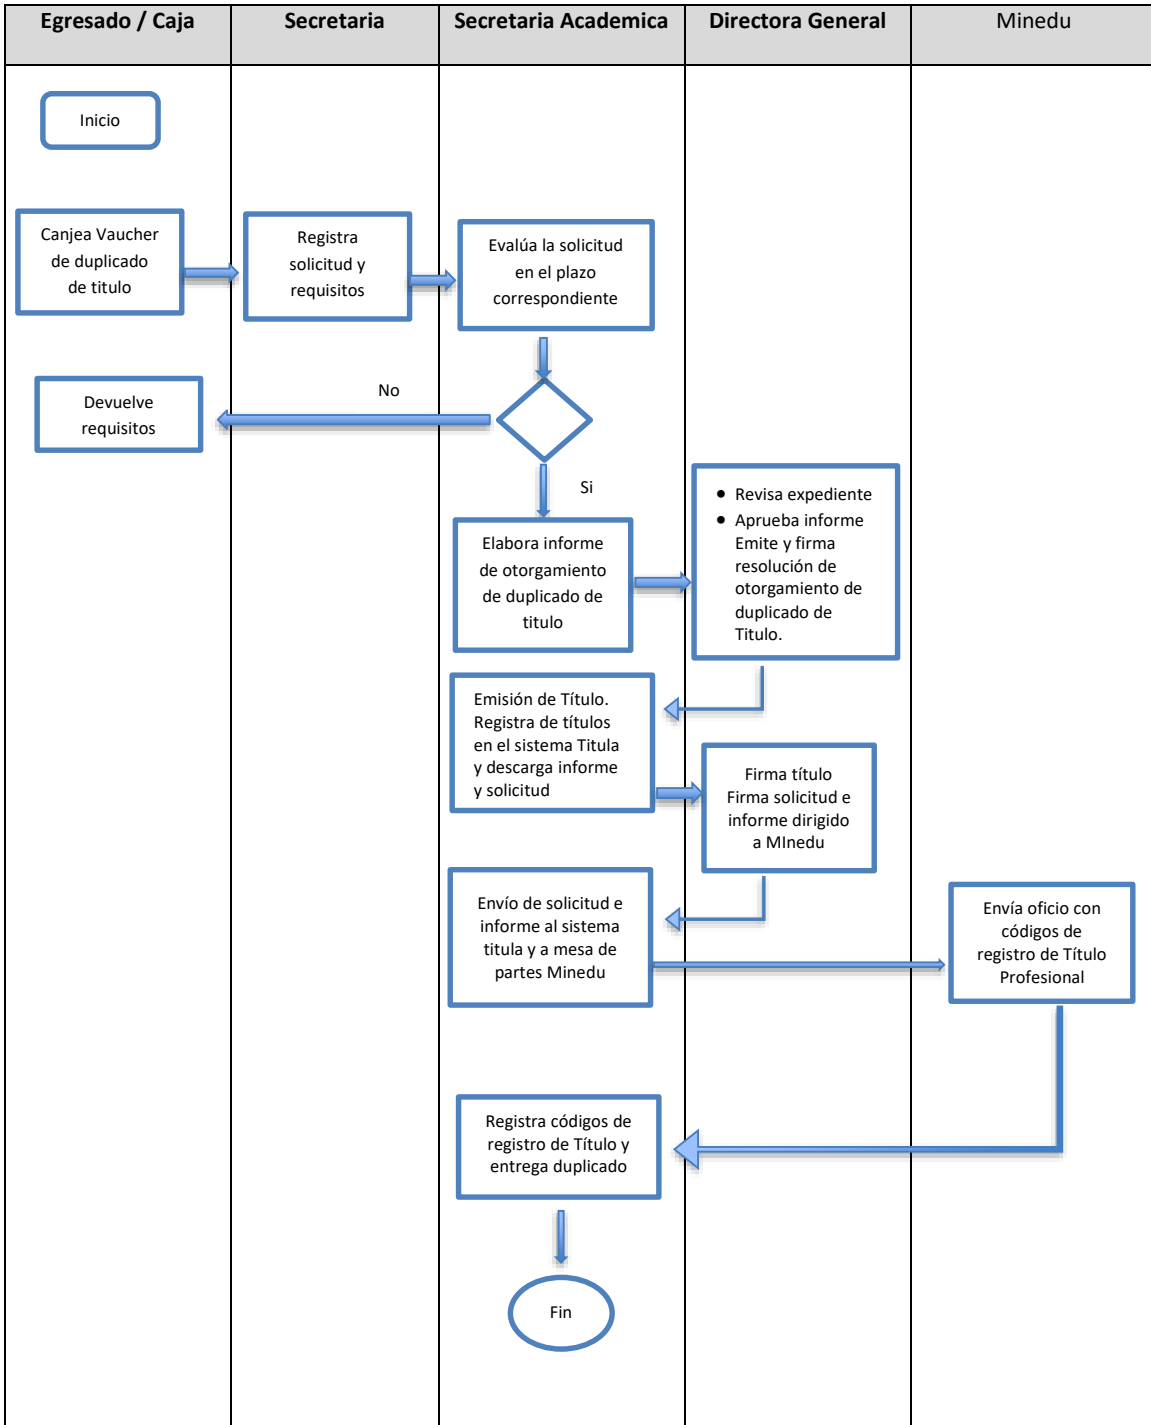 Egresado / Caja
Secretaria
Secretaria Academica
Directora General
Minedu
Inicio
Canjea Vaucher
de duplicado
de titulo
Registra
solicitud y
requisitos
Evalúa la solicitud
en el plazo
correspondiente
Devuelve
requisitos
No
Si
Elabora informe
de otorgamiento
de duplicado de
titulo
• Revisa expediente
• Aprueba informe
Emite y firma
resolución de
otorgamiento de
duplicado de
Titulo.
Emisión de Título.
Registra de títulos
en el sistema Titula
y descarga informe
y solicitud
Firma título
Firma solicitud e
informe dirigido
a MInedu
Envío de solicitud e
informe al sistema
titula y a mesa de
partes Minedu
Envía oficio con
códigos de
registro de Título
Profesional
Registra códigos de
registro de Título y
entrega duplicado
Fin